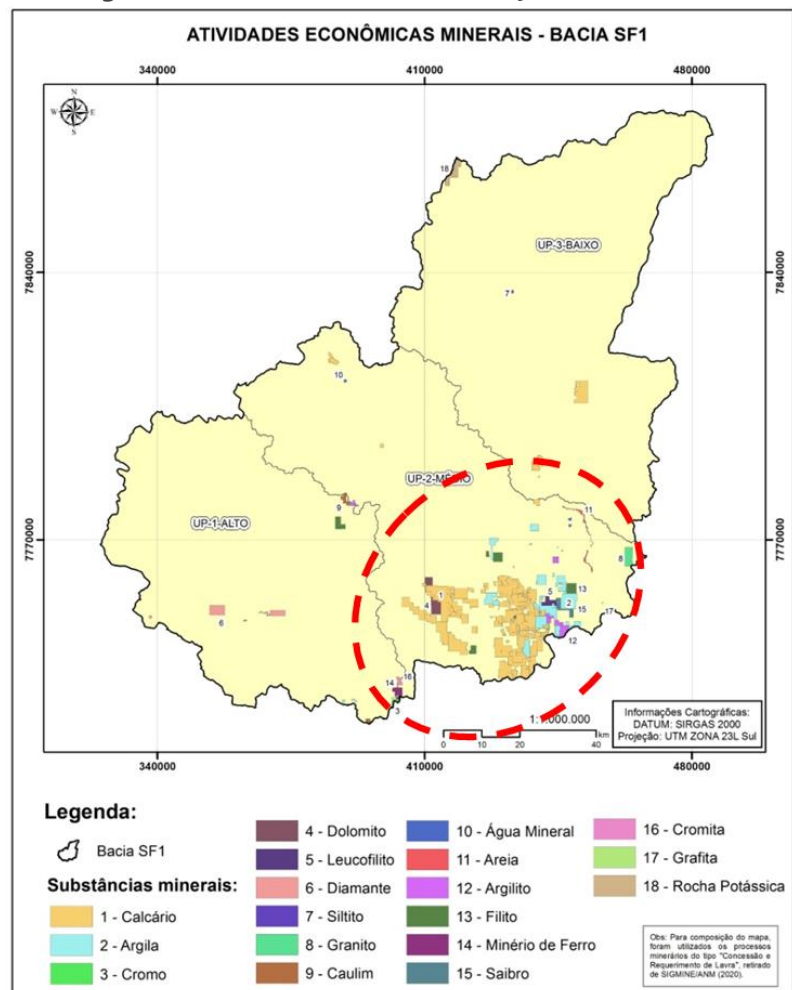 ATIVIDADES ECONÔMICAS MINERAIS - BACIA SF1
340000 410000 480000
N
W E
S
18
UP-3-BAIXO
7840000 7840000
7
10
UP-2-MÉDIO
9
11
UP-1-ALTO
7770000 7770000
8
13
1
5
4
2
15
17
6
12
16
14
3
Informações Cartográficas:
DATUM: SIRGAS 2000
Projeção: UTM ZONA 23L Sul
km
0 10 20 40
340000 410000 480000
Legenda:
Bacia SF1
Substâncias minerais:
1 - Calcário
2 - Argila
3 - Cromo
4 - Dolomito
5 - Leucofilito
6 - Diamante
7 - Siltito
8 - Granito
9 - Caulim
10 - Água Mineral
11 - Areia
12 - Argilito
13 - Filito
14 - Minério de Ferro
15 - Saibro
16 - Cromita
17 - Grafita
18 - Rocha Potássica
Obs: Para composição do mapa,
foram utilizados os processos
minerários do tipo "Concessão e
Requerimento de Lavra", retirado
de SIGMINE/ANM (2020).